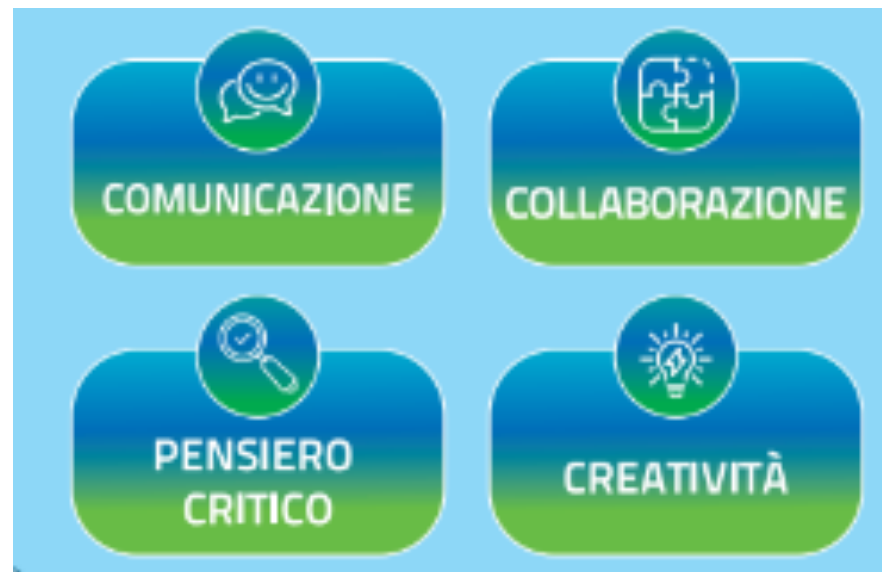 COMUNICAZIONE
COLLABORAZIONE
PENSIERO
CRITICO
CREATIVITÀ